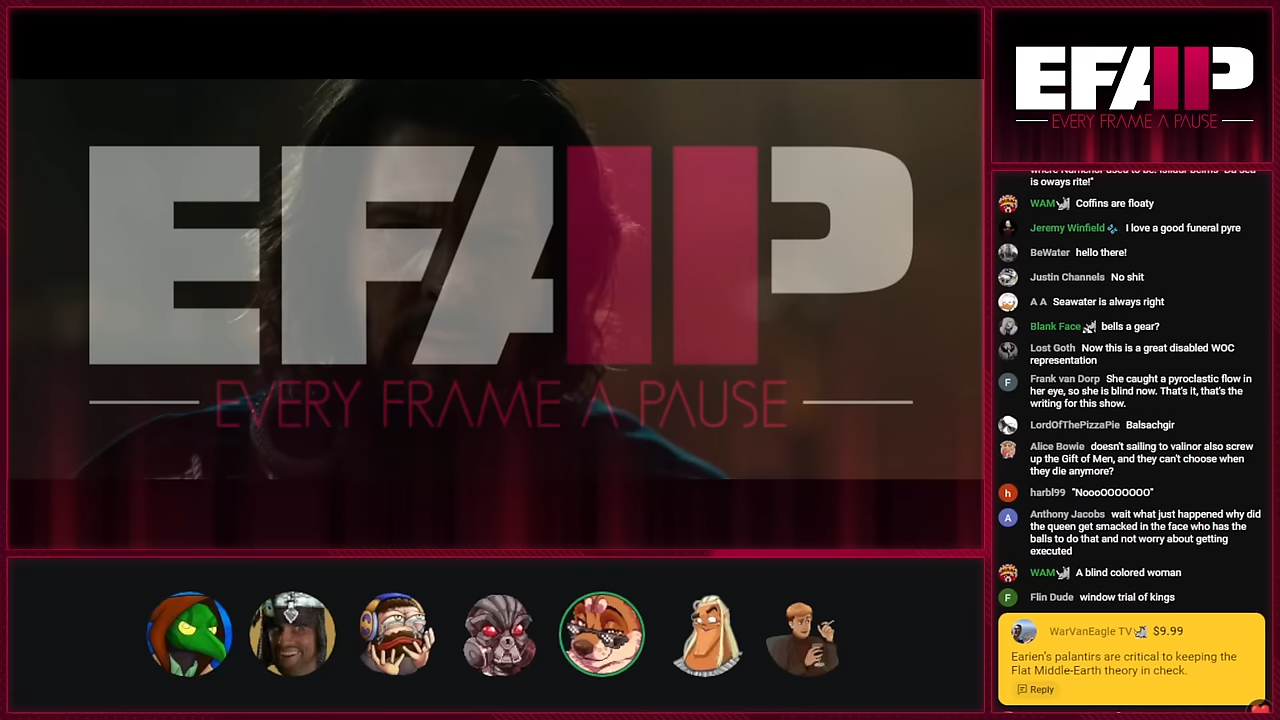 EFAP
EVERY FRAME A PAUSE
EFAP
EVERY FRAME A PAUSE
is oways rite!"
WAM Coffins are floaty
Jeremy Winfield I love a good funeral pyre
BeWater hello there!
Justin Channels No shit
A A Seawater is always right
Blank Face bells a gear?
Lost Goth Now this is a great disabled WOC
representation
F Frank van Dorp She caught a pyroclastic flow in
her eye, so she is blind now. That's it, that's the
writing for this show.
LordOfThePizzaPie Balsachgir
Alice Bowie doesn't sailing to valinor also screw
up the Gift of Men, and they can't choose when
they die anymore?
h harbl99 "NoooOOOOOOO"
A Anthony Jacobs wait what just happened why did
the queen get smacked in the face who has the
balls to do that and not worry about getting
executed
WAM A blind colored woman
F Flin Dude window trial of kings
WarVanEagle TV $9.99
Earien's palantirs are critical to keeping the
Flat Middle-Earth theory in check.
Reply